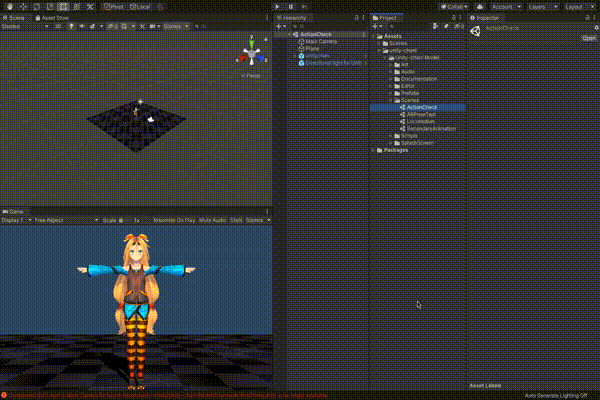 Pivot Local
Collab Account Layers Layout
Scene Asset Store
Shaded 2D Gizmos All
y
x
Persp
Game
Display 1 Free Aspect Scale 1x Maximize On Play Mute Audio Stats Gizmos
Hierarchy
All
ActionCheck
Main Camera
Plane
unitychan
Directional light for Unity
Project
Assets
Scenes
unity-chan!
Unity-chan! Model
Art
Audio
Documentation
Editor
Prefabs
Scenes
ActionCheck
ARPoseTest
Locomotion
SecondaryAnimation
Scripts
SplashScreen
Packages
Inspector
ActionCheck
Open
Asset Labels
Auto Generate Lighting Off